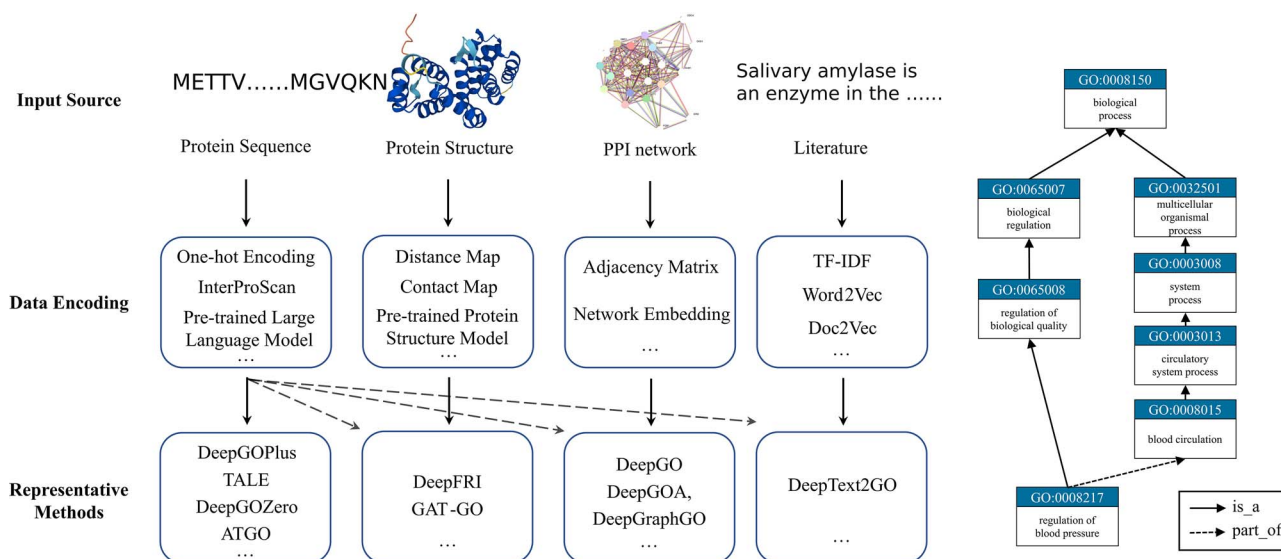 Input Source
METTV......MGVQKN
Salivary amylase is
an enzyme in the ......
Protein Sequence
Protein Structure
PPI network
Literature
Data Encoding
One-hot Encoding
InterProScan
Pre-trained Large
Language Model
...
Distance Map
Contact Map
Pre-trained Protein
Structure Model
...
Adjacency Matrix
Network Embedding
...
TF-IDF
Word2Vec
Doc2Vec
...
Representative
Methods
DeepGOPlus
TALE
DeepGOZero
ATGO
...
DeepFRI
GAT-GO
...
DeepGO
DeepGOA,
DeepGraphGO
...
DeepText2GO
...
GO:0008150
biological
process
GO:0065007
biological
regulation
GO:0032501
multicellular
organismal
process
GO:0065008
regulation of
biological quality
GO:0003008
system
process
GO:0003013
circulatory
system process
GO:0008015
blood circulation
GO:0008217
regulation of
blood pressure
is_a
part_of